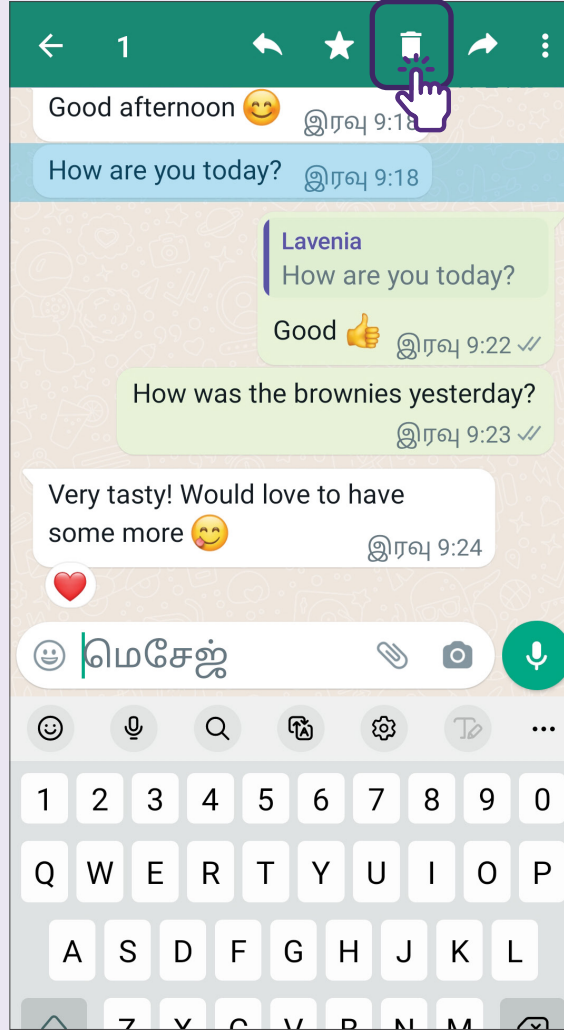 1
Good afternoon 😊 இரவு 9:18
How are you today? இரவு 9:18
Lavenia
How are you today?
Good 👍 இரவு 9:22
How was the brownies yesterday?
இரவு 9:23
Very tasty! Would love to have
some more 😋 இரவு 9:24
❤️
மெசேஜ்
1 2 3 4 5 6 7 8 9 0
Q W E R T Y U I O P
A S D F G H J K L
Z X C V B N M